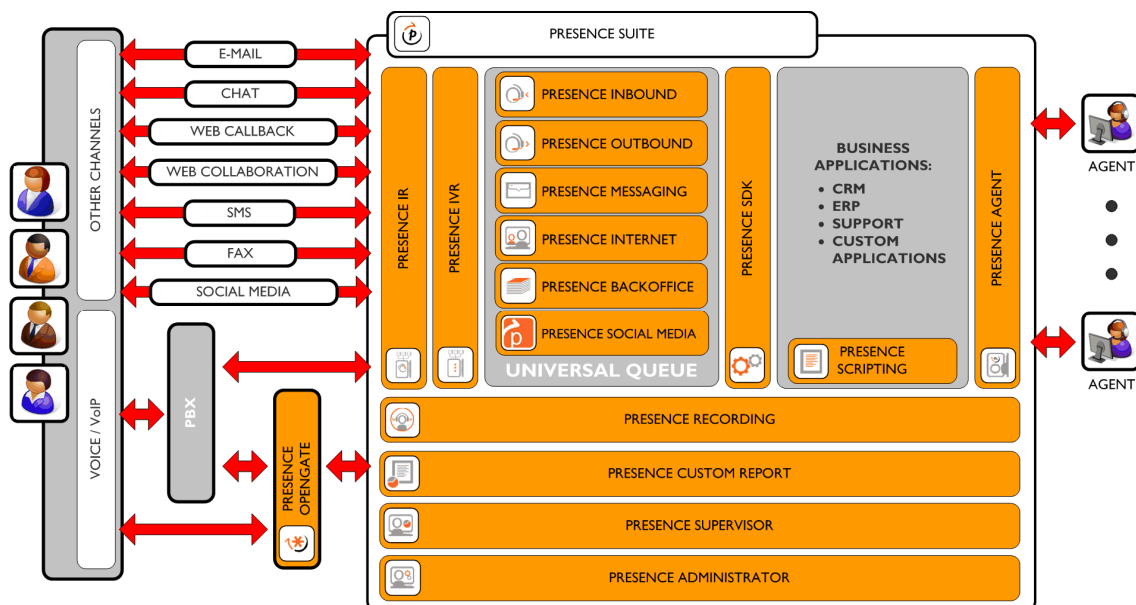 PRESENCE SUITE
E-MAIL
CHAT
WEB CALLBACK
WEB COLLABORATION
SMS
FAX
SOCIAL MEDIA
OTHER CHANNELS
VOICE / VoIP
PBX
PRESENCE
OPENGATE
PRESENCE IR
PRESENCE IVR
PRESENCE INBOUND
PRESENCE OUTBOUND
PRESENCE MESSAGING
PRESENCE INTERNET
PRESENCE BACKOFFICE
PRESENCE SOCIAL MEDIA
UNIVERSAL QUEUE
PRESENCE SDK
BUSINESS
APPLICATIONS:
• CRM
• ERP
• SUPPORT
• CUSTOM
APPLICATIONS
PRESENCE
SCRIPTING
PRESENCE AGENT
AGENT
AGENT
PRESENCE RECORDING
PRESENCE CUSTOM REPORT
PRESENCE SUPERVISOR
PRESENCE ADMINISTRATOR